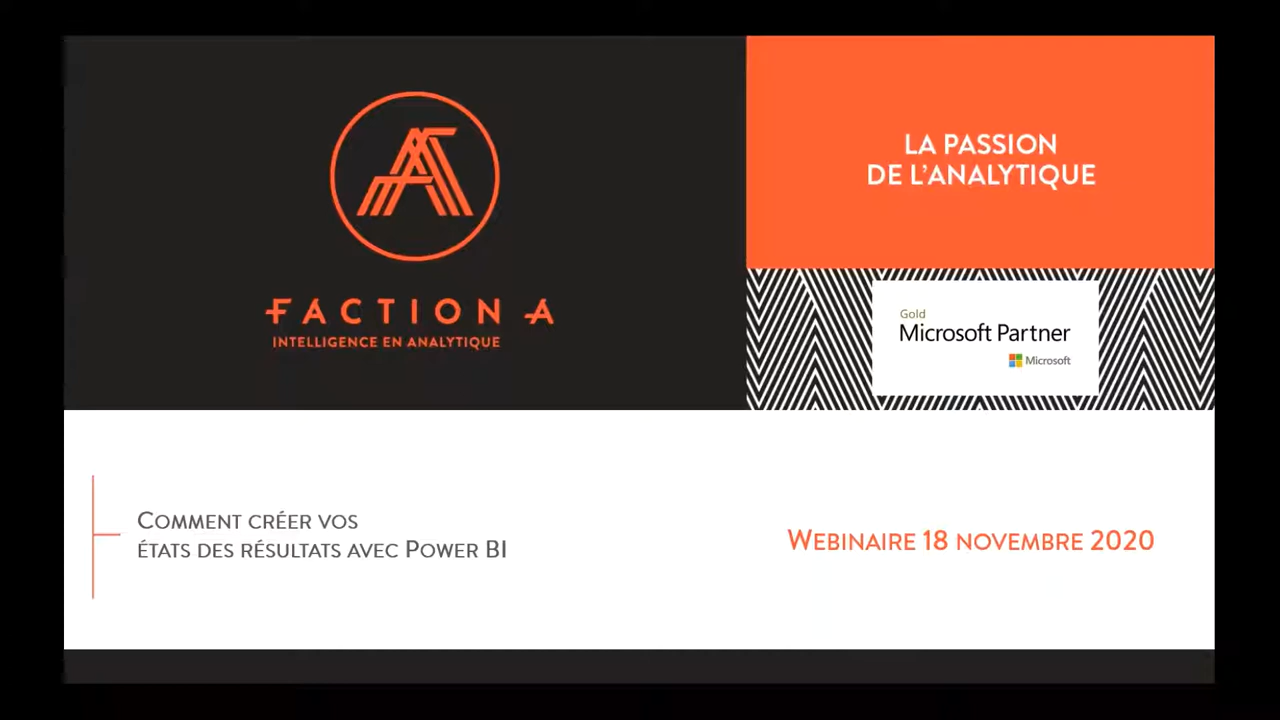 FACTION A
INTELLIGENCE EN ANALYTIQUE
LA PASSION
DE L'ANALYTIQUE
Gold
Microsoft Partner
Microsoft
COMMENT CRÉER VOS
ÉTATS DES RÉSULTATS AVEC POWER BI
WEBINAIRE 18 NOVEMBRE 2020